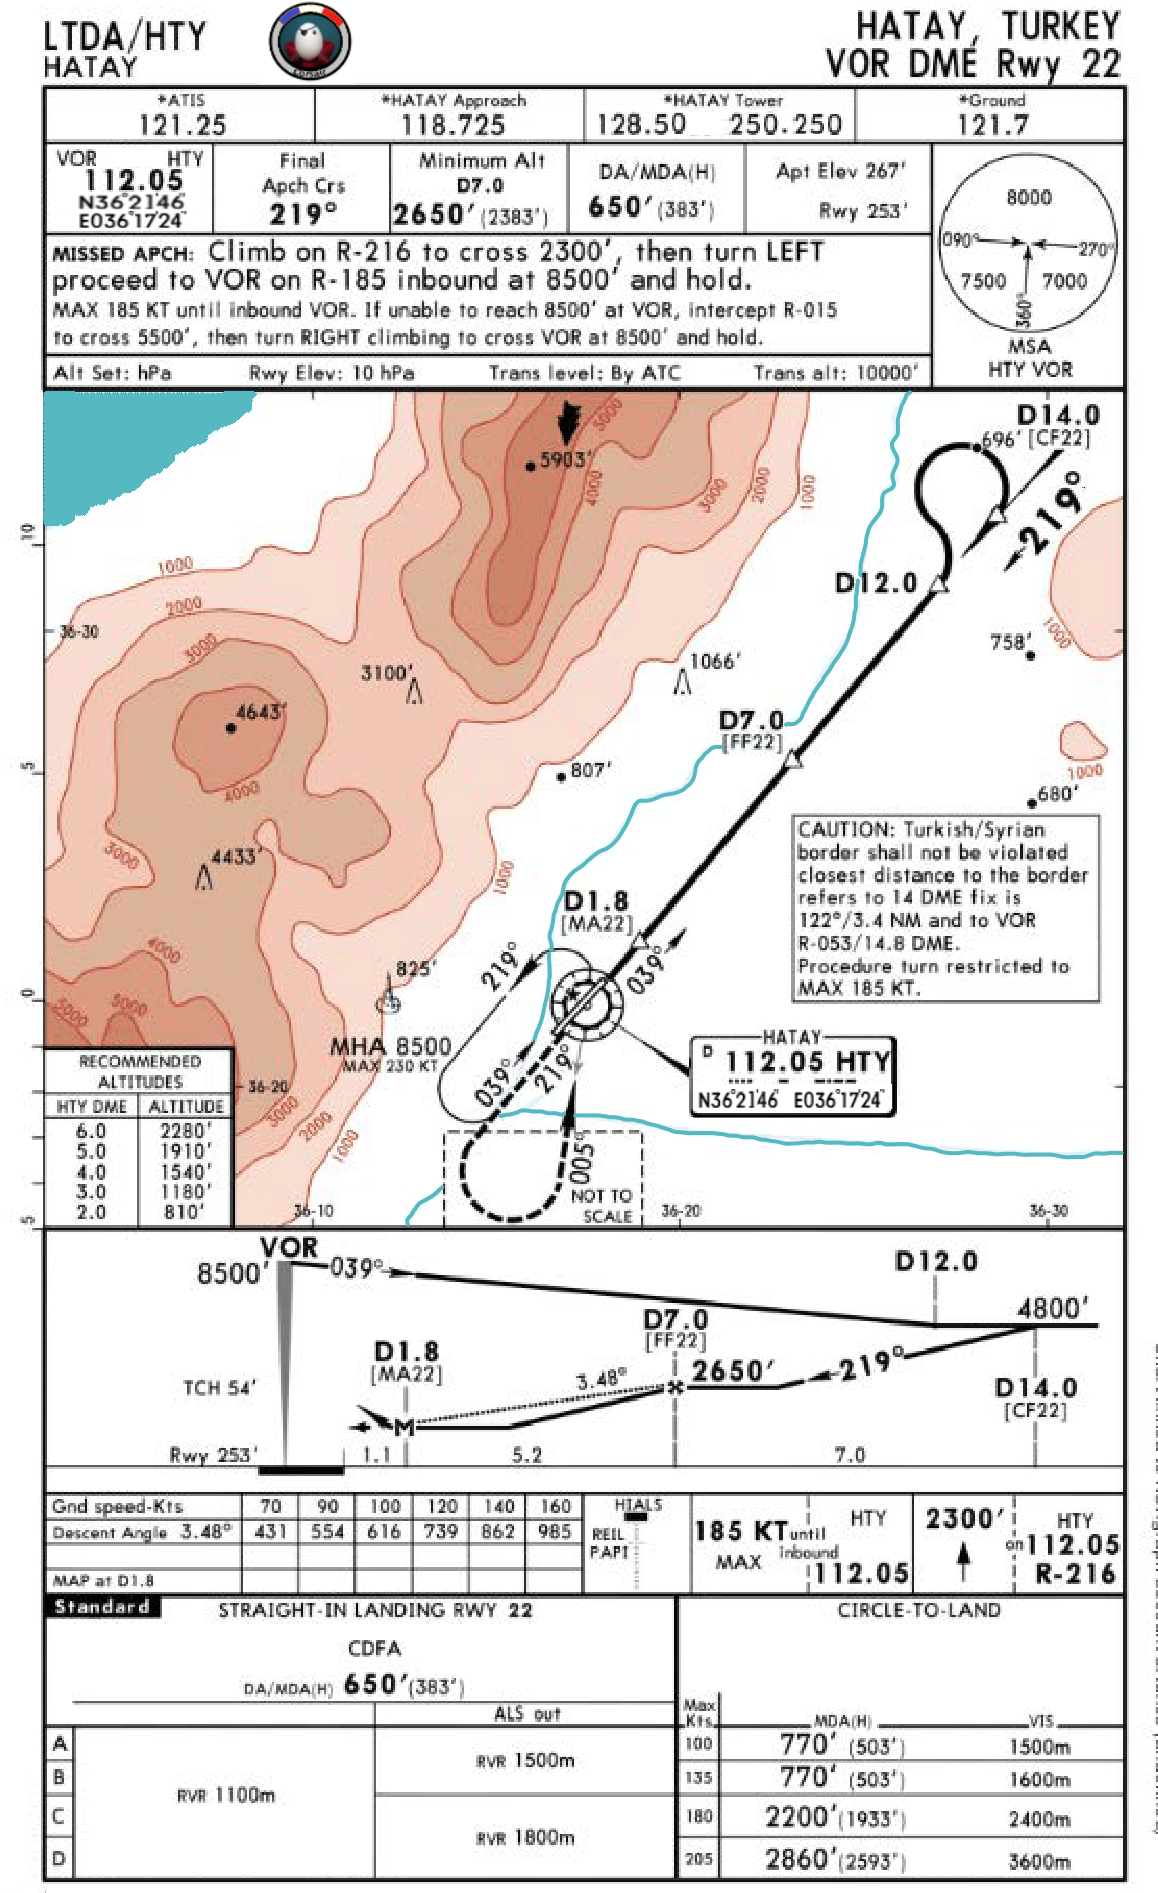 LTDA/HTY
HATAY
corsair
HATAY, TURKEY
VOR DME Rwy 22
*ATIS
121.25
*HATAY Approach
118.725
*HATAY Tower
128.50 250.250
*Ground
121.7
VOR HTY
112.05
N36°21'46"
E036°17'24"
Final
Apch Crs
219°
Minimum Alt
D7.0
2650' (2383')
DA/MDA(H)
650' (383')
Apt Elev 267'
Rwy 253'
MISSED APCH: Climb on R-216 to cross 2300', then turn LEFT
proceed to VOR on R-185 inbound at 8500' and hold.
MAX 185 KT until inbound VOR. If unable to reach 8500' at VOR, intercept R-015
to cross 5500', then turn RIGHT climbing to cross VOR at 8500' and hold.
Alt Set: hPa Rwy Elev: 10 hPa Trans level: By ATC Trans alt: 10000'
8000
090° 270°
7500 7000
360°
MSA
HTY VOR
D14.0
[CF22]
696'
219°
5000
5903'
4000
3000
2000
1000
10
1000
D12.0
2000
36-30
3000
758'
1000
3100'
1066'
4643'
D7.0
[FF22]
5
807'
1000
4000
680'
3000
4433'
1000
CAUTION: Turkish/Syrian
border shall not be violated
closest distance to the border
refers to 14 DME fix is
122°/3.4 NM and to VOR
R-053/14.8 DME.
Procedure turn restricted to
MAX 185 KT.
D1.8
[MA22]
4000
219°
825'
039°
0
5000
5000
MHA 8500
MAX 230 KT
039°
219°
HATAY
D 112.05 HTY
N36°21'46" E036°17'24"
RECOMMENDED
ALTITUDES
HTY DME ALTITUDE
6.0 2280'
5.0 1910'
4.0 1540'
3.0 1180'
2.0 810'
36-20
3000
2000
1000
005°
NOT TO
SCALE
5
36-10
36-20
36-30
VOR
8500'
039°
D12.0
4800'
D7.0
[FF22]
D1.8
[MA22]
2650'
219°
3.48°
TCH 54'
D14.0
[CF22]
M
Rwy 253'
1.1 5.2 7.0
Gnd speed-Kts 70 90 100 120 140 160
Descent Angle 3.48° 431 554 616 739 862 985
MAP at D1.8
HIALS
REIL
PAPI
185 KT until HTY
MAX inbound 112.05
2300' HTY
on 112.05
R-216
Standard
STRAIGHT-IN LANDING RWY 22
CIRCLE-TO-LAND
CDFA
DA/MDA(H) 650' (383')
ALS out
Max
Kts MDA(H) VIS
A
B
C
D
RVR 1100m
RVR 1500m
RVR 1800m
100 770' (503') 1500m
135 770' (503') 1600m
180 2200' (1933') 2400m
205 2860' (2593') 3600m